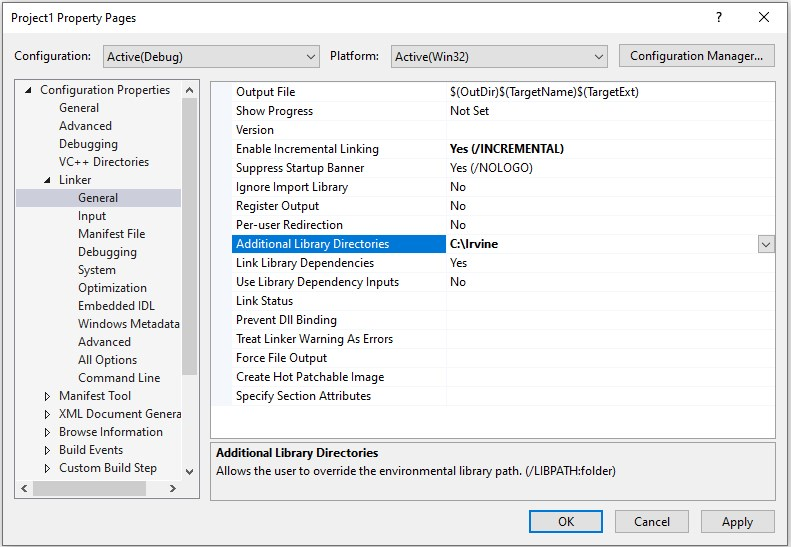 Project1 Property Pages
? 
Configuration: Active(Debug) Platform: Active(Win32) Configuration Manager...
Configuration Properties
General
Advanced
Debugging
VC++ Directories
Linker
General
Input
Manifest File
Debugging
System
Optimization
Embedded IDL
Windows Metadata
Advanced
All Options
Command Line
Manifest Tool
XML Document Genera
Browse Information
Build Events
Custom Build Step
Output File $(OutDir)$(TargetName)$(TargetExt)
Show Progress Not Set
Version
Enable Incremental Linking Yes (/INCREMENTAL)
Suppress Startup Banner Yes (/NOLOGO)
Ignore Import Library No
Register Output No
Per-user Redirection No
Additional Library Directories C:\Irvine
Link Library Dependencies Yes
Use Library Dependency Inputs No
Link Status
Prevent Dll Binding
Treat Linker Warning As Errors
Force File Output
Create Hot Patchable Image
Specify Section Attributes
Additional Library Directories
Allows the user to override the environmental library path. (/LIBPATH:folder)
OK Cancel Apply